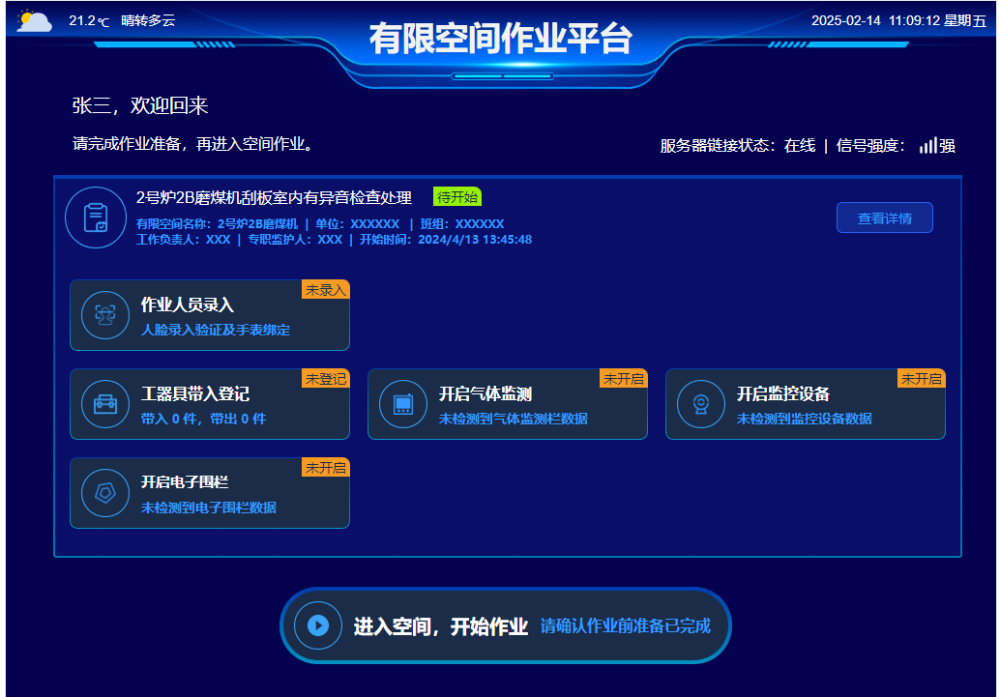 21.2℃ 晴转多云
有限空间作业平台
2025-02-14 11:09:12 星期五
张三，欢迎回来
请完成作业准备，再进入空间作业。
服务器链接状态：在线 | 信号强度： 强
2号炉2B磨煤机刮板室内有异音检查处理 待开始
有限空间名称：2号炉2B磨煤机 | 单位：XXXXXX | 班组：XXXXXX
工作负责人：XXX | 专职监护人：XXX | 开始时间：2024/4/13 13:45:48
查看详情
未录入
作业人员录入
人脸录入验证及手表绑定
未登记
工器具带入登记
带入 0 件，带出 0 件
未开启
开启气体监测
未检测到气体监测栏数据
未开启
开启监控设备
未检测到监控设备数据
未开启
开启电子围栏
未检测到电子围栏数据
进入空间，开始作业 请确认作业前准备已完成